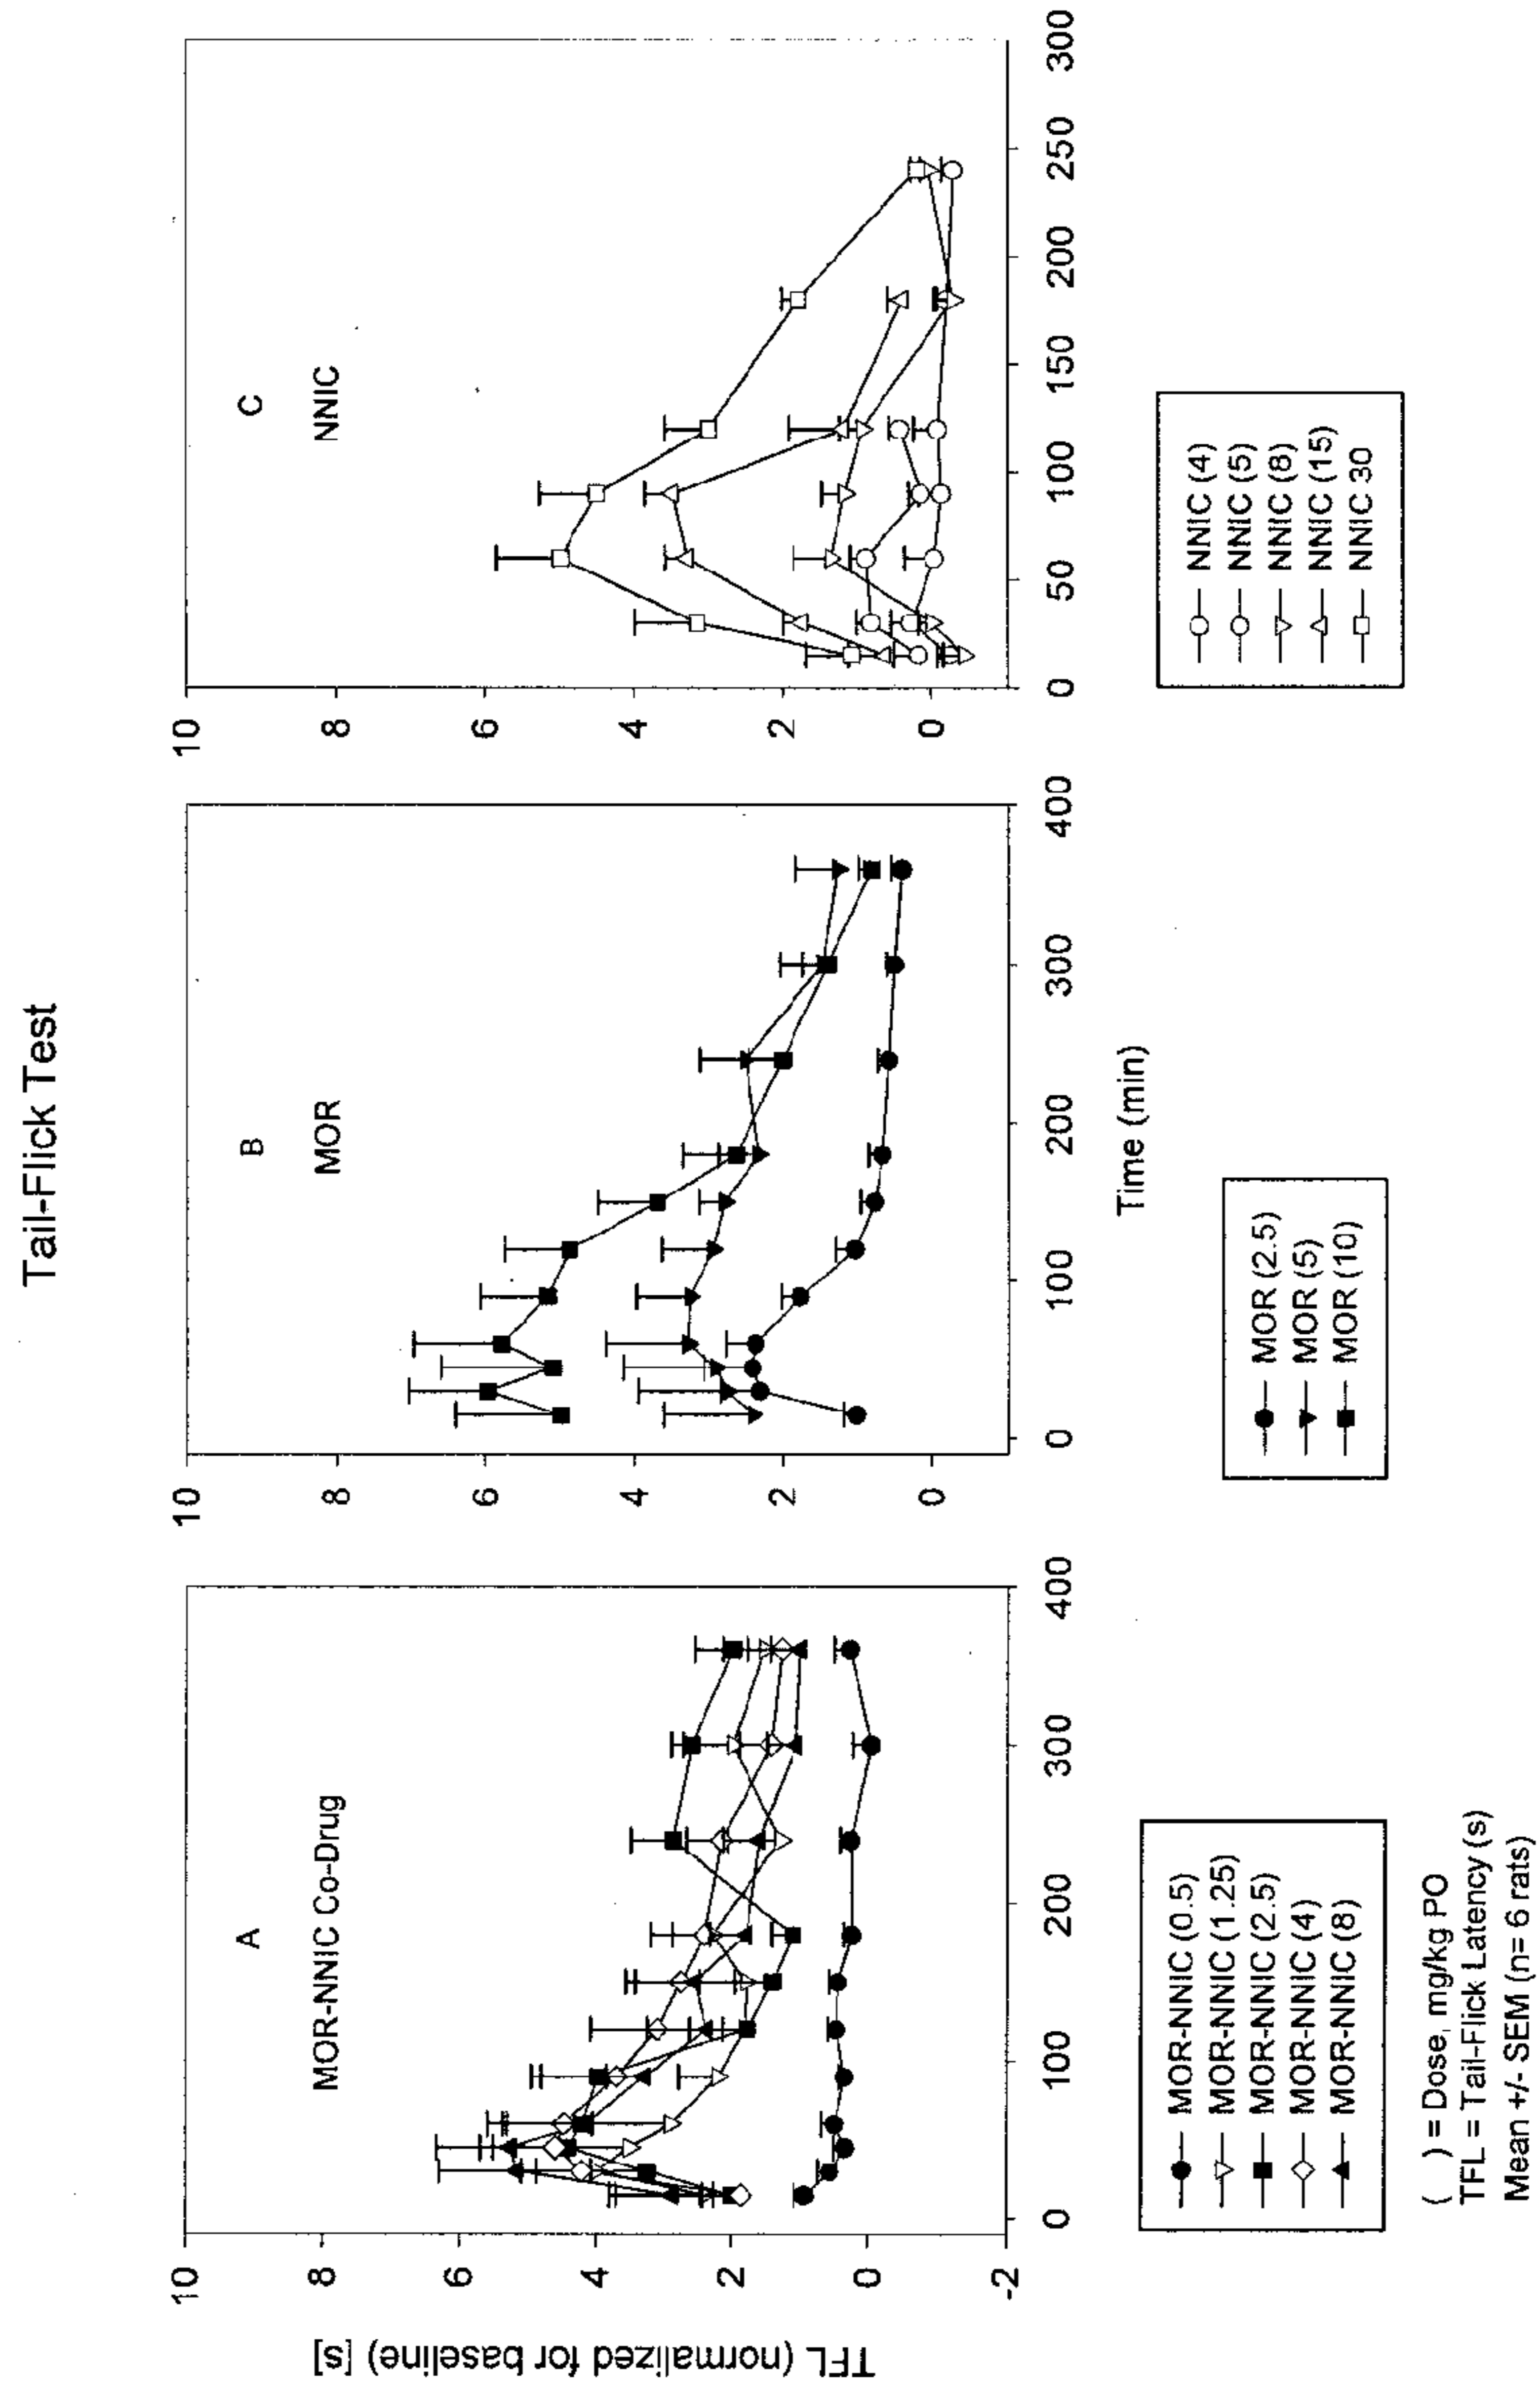 Tail-Flick Test
A
MOR-NNIC Co-Drug
B
MOR
C
NNIC
TFL (normalized for baseline) [s]
10
8
6
4
2
0
-2
0 100 200 300 400
10
8
6
4
2
0
0 100 200 300 400
10
8
6
4
2
0
0 50 100 150 200 250 300
Time (min)
MOR-NNIC (0.5)
MOR-NNIC (1.25)
MOR-NNIC (2.5)
MOR-NNIC (4)
MOR-NNIC (8)
MOR (2.5)
MOR (5)
MOR (10)
NNIC (4)
NNIC (5)
NNIC (8)
NNIC (15)
NNIC 30
( ) = Dose, mg/kg PO
TFL = Tail-Flick Latency (s)
Mean +/- SEM (n= 6 rats)